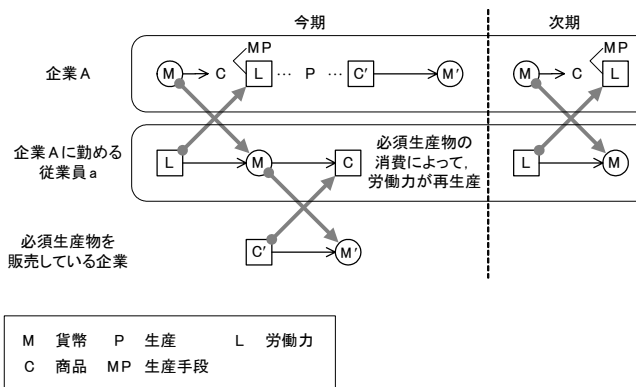 今期
次期
企業A
M C MP L … P … C′ M′
M C MP L
企業Aに勤める
従業員a
L M C
必須生産物の
消費によって，
労働力が再生産
L M
必須生産物を
販売している企業
C′ M′
M 貨幣 P 生産 L 労働力
C 商品 MP 生産手段